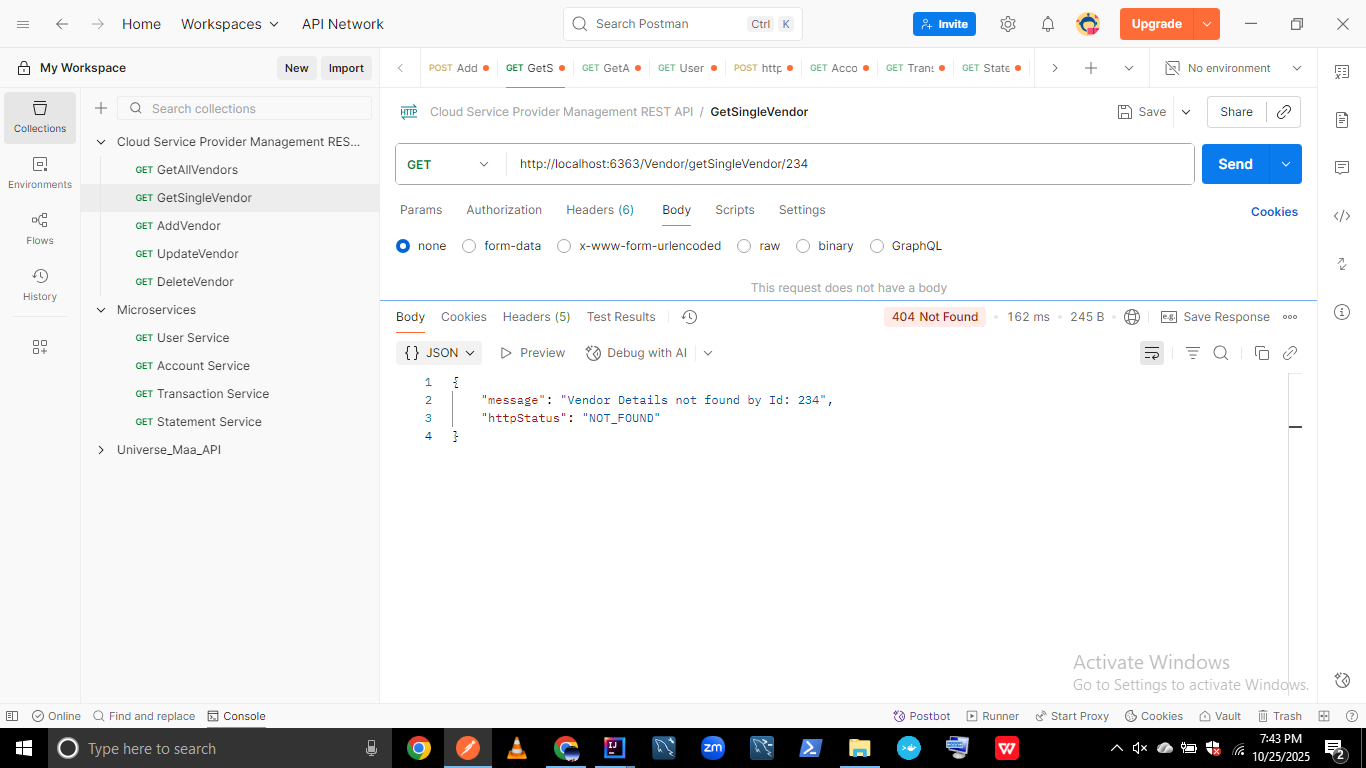 Home Workspaces API Network Search Postman Ctrl K Invite Upgrade
My Workspace New Import POST Add GET GetS GET GetA GET User POST http GET Acco GET Trans GET State No environment
Collections
Environments
Flows
History
Search collections
Cloud Service Provider Management RES...
GET GetAllVendors
GET GetSingleVendor
GET AddVendor
GET UpdateVendor
GET DeleteVendor
Microservices
GET User Service
GET Account Service
GET Transaction Service
GET Statement Service
Universe_Maa_API
HTTP Cloud Service Provider Management REST API / GetSingleVendor Save Share
GET http://localhost:6363/Vendor/getSingleVendor/234 Send
Params Authorization Headers (6) Body Scripts Settings Cookies
none form-data x-www-form-urlencoded raw binary GraphQL
This request does not have a body
Body Cookies Headers (5) Test Results 404 Not Found • 162 ms • 245 B e.g. Save Response
{} JSON Preview Debug with AI
1 {
2 "message": "Vendor Details not found by Id: 234",
3 "httpStatus": "NOT_FOUND"
4 }
Activate Windows
Go to Settings to activate Windows.
Online Find and replace Console Postbot Runner Start Proxy Cookies Vault Trash
Type here to search zm W 7:43 PM
10/25/2025 2